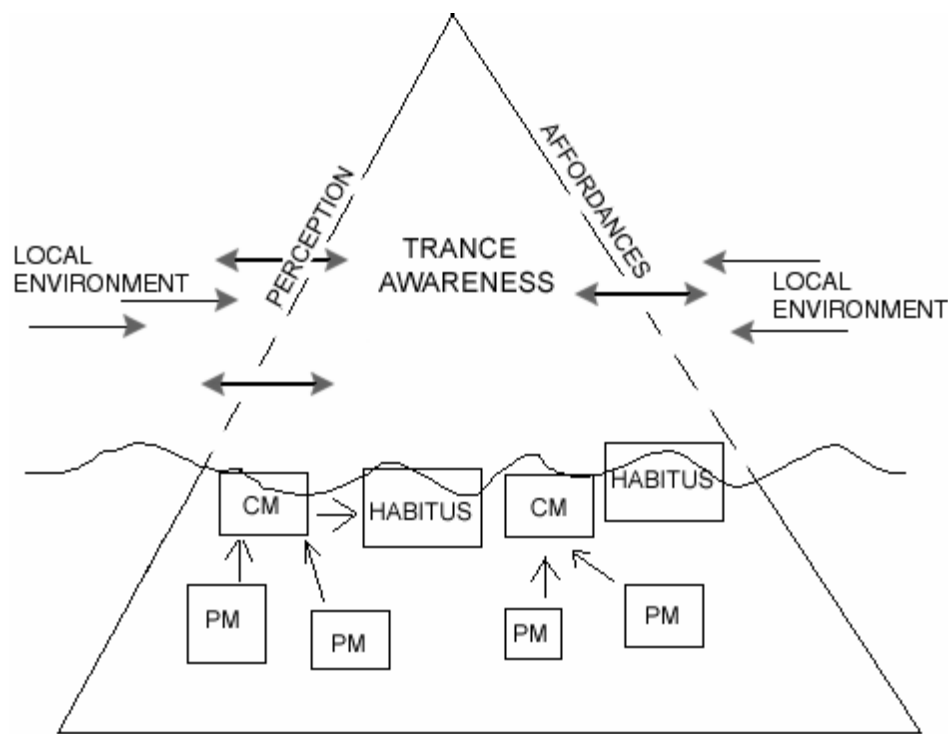 AFFORDANCES
PERCEPTION
TRANCE
AWARENESS
LOCAL
ENVIRONMENT
LOCAL
ENVIRONMENT
CM
HABITUS
CM
HABITUS
PM
PM
PM
PM